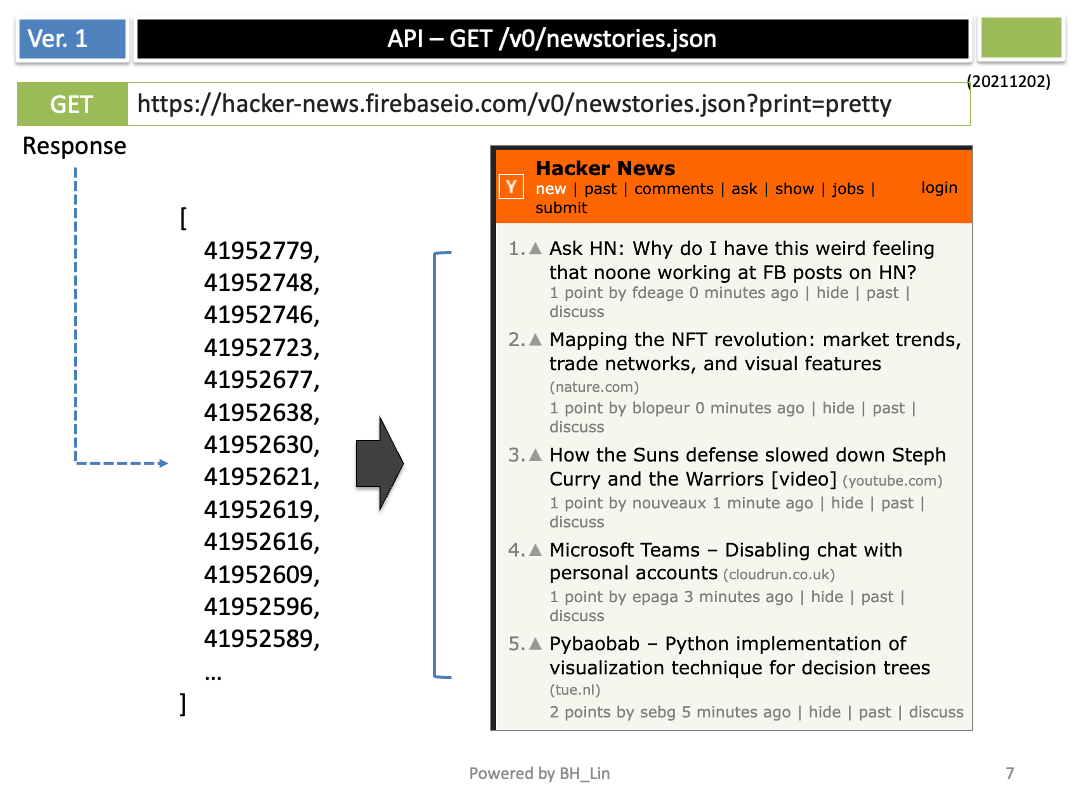 Ver. 1
API – GET /v0/newstories.json
(20211202)
GET
https://hacker-news.firebaseio.com/v0/newstories.json?print=pretty
Response
[
41952779,
41952748,
41952746,
41952723,
41952677,
41952638,
41952630,
41952621,
41952619,
41952616,
41952609,
41952596,
41952589,
…
]
Y
Hacker News
new | past | comments | ask | show | jobs |
submit
login
1. Ask HN: Why do I have this weird feeling
that noone working at FB posts on HN?
1 point by fdeage 0 minutes ago | hide | past |
discuss
2. Mapping the NFT revolution: market trends,
trade networks, and visual features
(nature.com)
1 point by blopeur 0 minutes ago | hide | past |
discuss
3. How the Suns defense slowed down Steph
Curry and the Warriors [video] (youtube.com)
1 point by nouveaux 1 minute ago | hide | past |
discuss
4. Microsoft Teams – Disabling chat with
personal accounts (cloudrun.co.uk)
1 point by epaga 3 minutes ago | hide | past |
discuss
5. Pybaobab – Python implementation of
visualization technique for decision trees
(tue.nl)
2 points by sebg 5 minutes ago | hide | past | discuss
Powered by BH_Lin
7